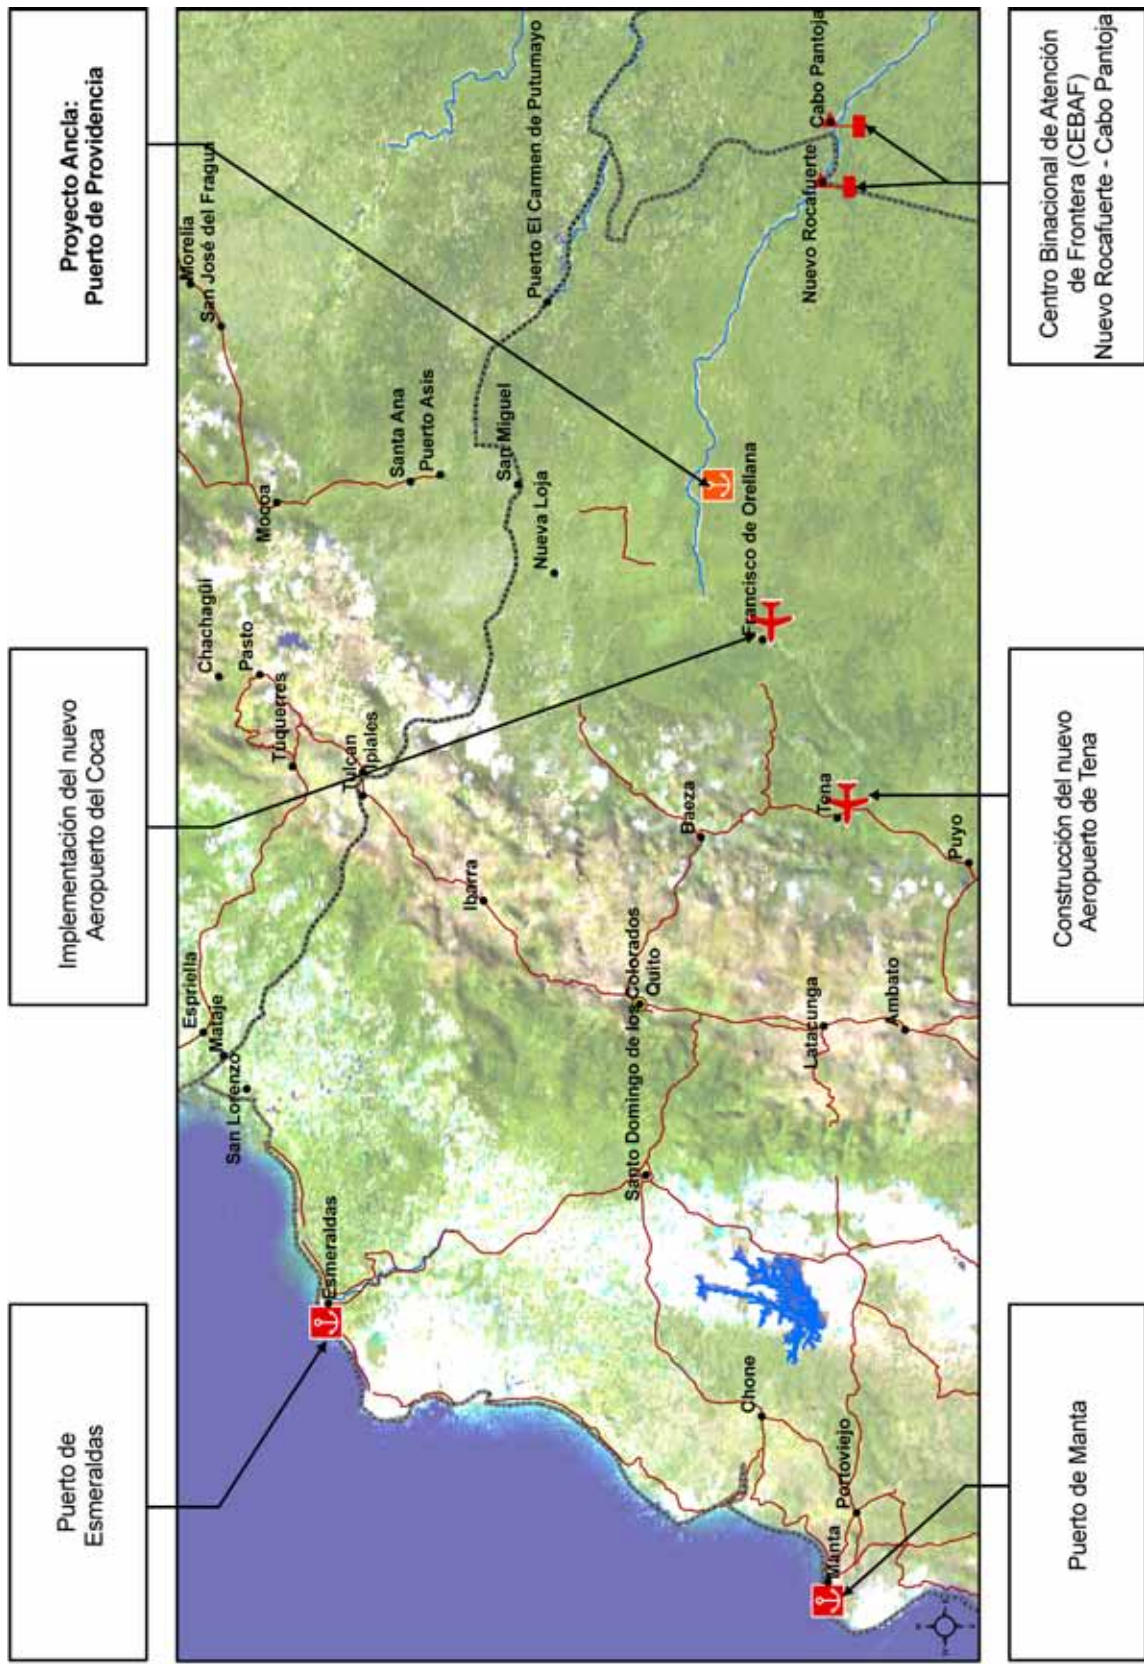 Puerto de
Esmeraldas
Implementación del nuevo
Aeropuerto del Coca
Proyecto Ancla:
Puerto de Providencia
Morelia
San José del Fragun
Chachagüí
Espriella
Mataje
San Lorenzo
Pasto
Mocoa
Túquerres
Esmeraldas
Tulcan
Ipiales
Santa Ana
Puerto Asis
Ibarra
San Miguel
Puerto El Carmen de Putumayo
Nueva Loja
Santo Domingo de los Colorados
Quito
Baeza
Francisco de Orellana
Chone
Nuevo Rocafuerte
Cabo Pantoja
Latacunga
Tena
Manta
Portoviejo
Ambato
Puyo
Puerto de Manta
Construcción del nuevo
Aeropuerto de Tena
Centro Binacional de Atención
de Frontera (CEBAF)
Nuevo Rocafuerte - Cabo Pantoja